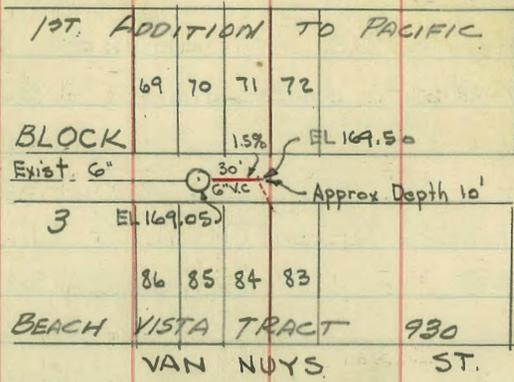 1ST. ADDITION TO PACIFIC
69 70 71 72
BLOCK 1.5% EL 169.50
Exist. 6" 30'
6" V.C Approx Depth 10'
3 EL 169.05
86 85 84 83
BEACH VISTA TRACT 930
VAN NUYS ST.